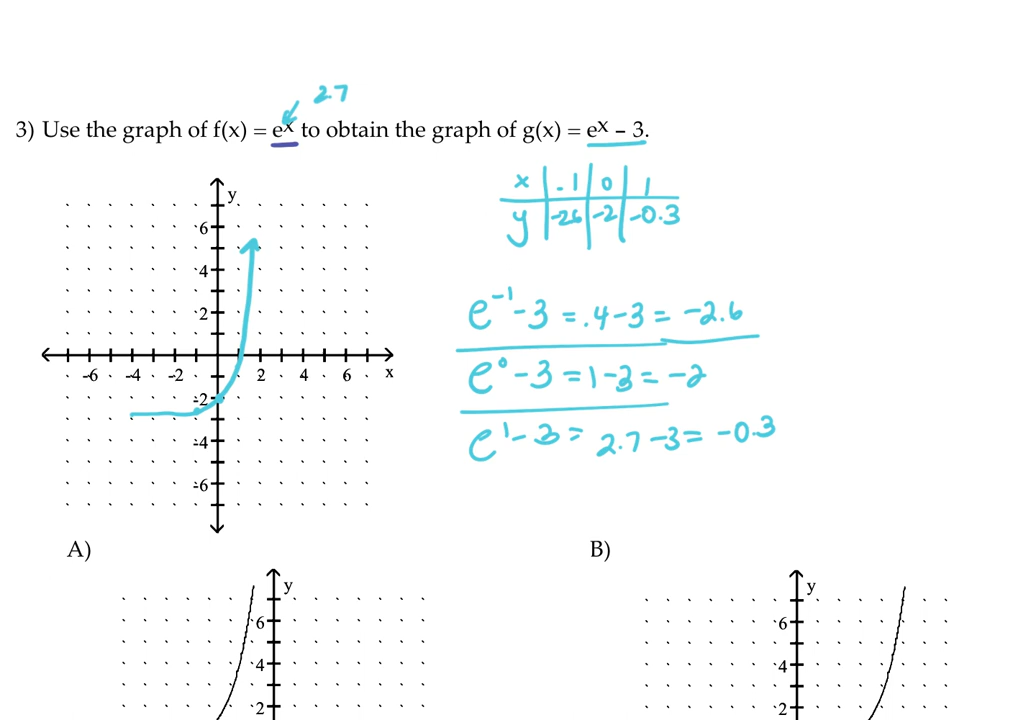 2.7
3) Use the graph of f(x) = eˣ to obtain the graph of g(x) = eˣ – 3.
x | -1 | 0 | 1
y | -2.6 | -2 | -0.3
e⁻¹ - 3 = .4 - 3 = -2.6
e⁰ - 3 = 1 - 3 = -2
e¹ - 3 = 2.7 - 3 = -0.3
y
6
4
2
-6 -4 -2 2 4 6 x
-2
-4
-6
A) B)
y y
6 6
4 4
2 2